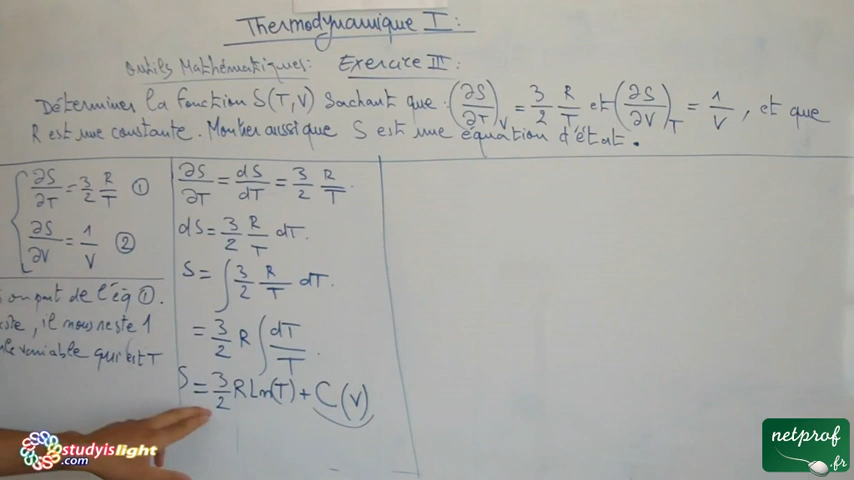 Thermodynamique I :
Outils Mathématiques : Exercice III :
Déterminer la fonction S(T,V) Sachant que : (∂S/∂T)_V = 3/2 R/T et (∂S/∂V)_T = 1/V , et que
R est une constante. Montrer aussi que S est une équation d'état.
∂S/∂T = 3/2 R/T ①
∂S/∂V = 1/V ②
on part de l'éq ①.
, il nous reste 1
variable qui est T
∂S/∂T = dS/dT = 3/2 R/T
dS = 3/2 R/T dT.
S = ∫ 3/2 R/T dT.
= 3/2 R ∫ dT/T.
S = 3/2 R Ln(T) + C(V)
studyislight
.com
netprof
.fr